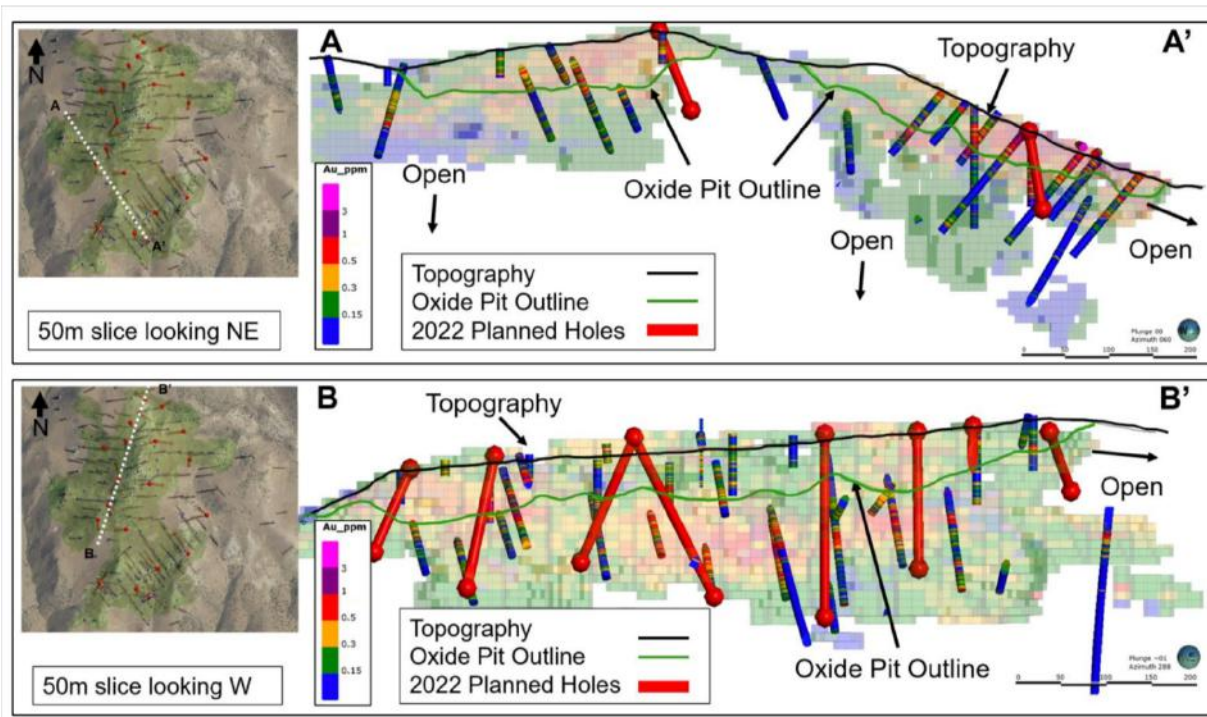 N
A
A'
A
A'
Topography
Au_ppm
3
1
0.5
0.3
0.15
Open
Oxide Pit Outline
Open
Open
Topography
Oxide Pit Outline
2022 Planned Holes
50m slice looking NE
Plunge 00
Azimuth 060
0 50 100 150 200
N
B'
B
B
B'
Topography
Au_ppm
3
1
0.5
0.3
0.15
Open
Topography
Oxide Pit Outline
2022 Planned Holes
Oxide Pit Outline
50m slice looking W
Plunge -01
Azimuth 288
0 50 100 150 200